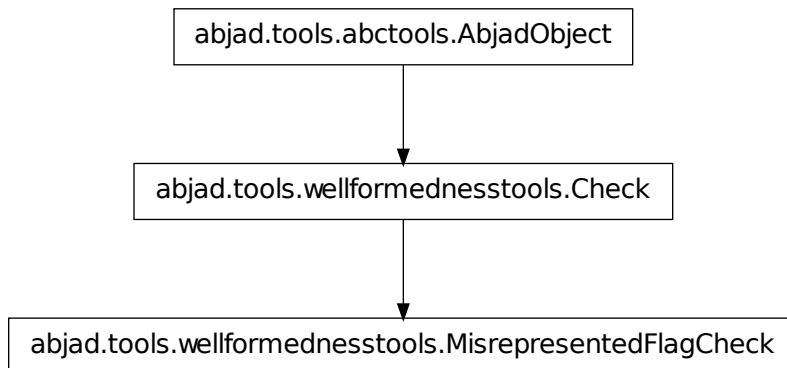 abjad.tools.abctools.AbjadObject
abjad.tools.wellformednesstools.Check
abjad.tools.wellformednesstools.MisrepresentedFlagCheck